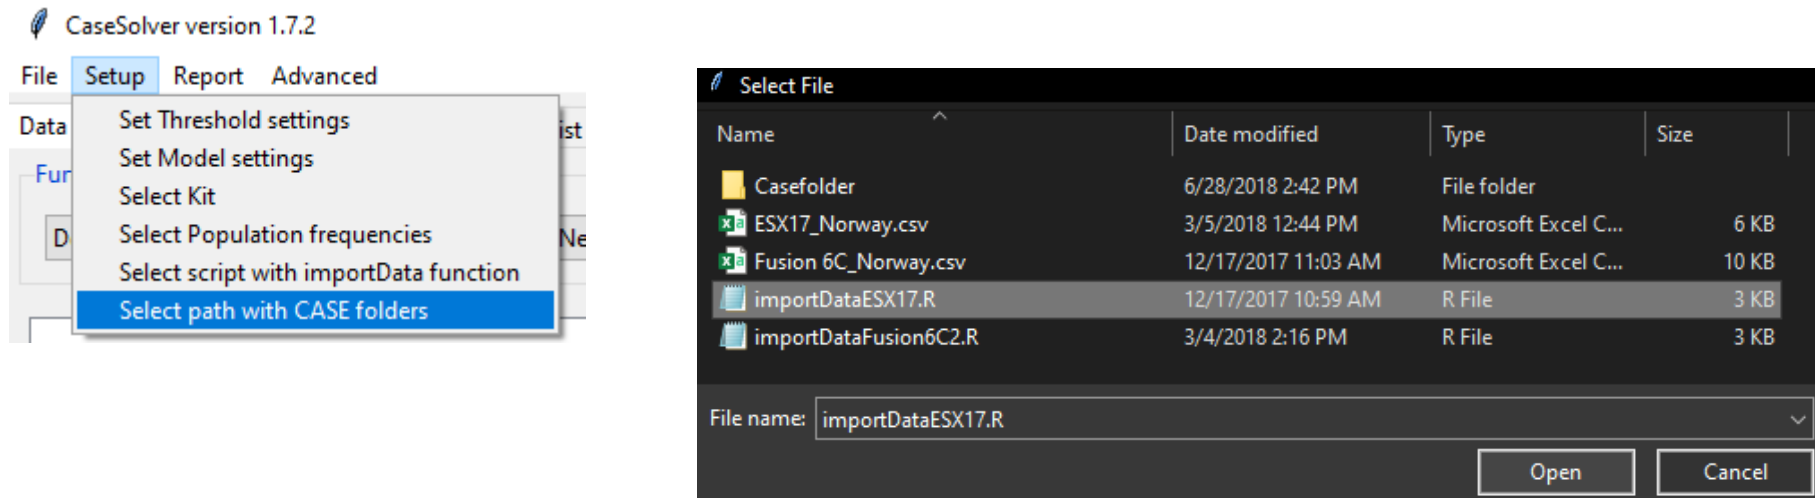 CaseSolver version 1.7.2
File Setup Report Advanced
Data ist
Set Threshold settings
Set Model settings
Fur
Select Kit
D Select Population frequencies Ne
Select script with importData function
Select path with CASE folders
Select File
Name Date modified Type Size
Casefolder 6/28/2018 2:42 PM File folder
ESX17_Norway.csv 3/5/2018 12:44 PM Microsoft Excel C... 6 KB
Fusion 6C_Norway.csv 12/17/2017 11:03 AM Microsoft Excel C... 10 KB
importDataESX17.R 12/17/2017 10:59 AM R File 3 KB
importDataFusion6C2.R 3/4/2018 2:16 PM R File 3 KB
File name: importDataESX17.R
Open Cancel